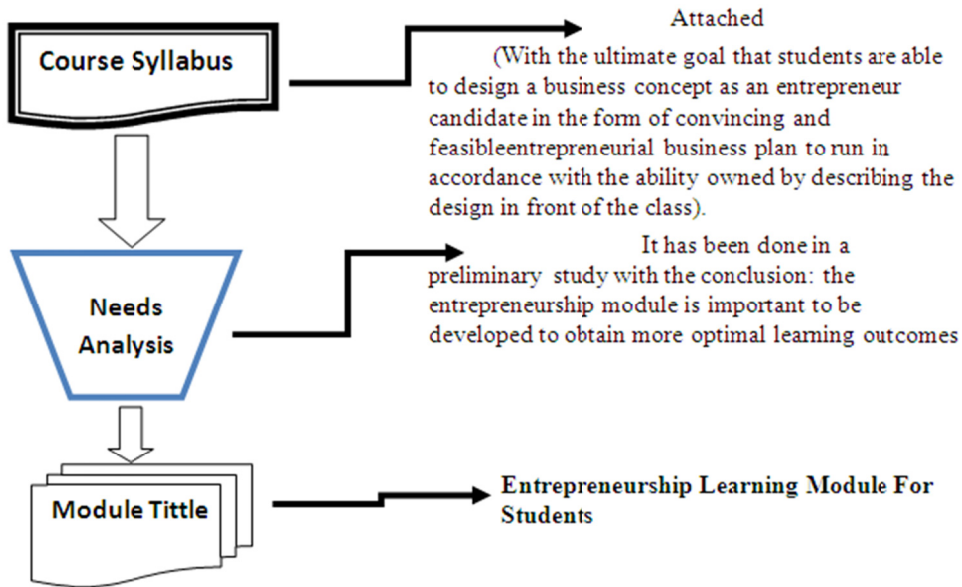 Course Syllabus
Attached
(With the ultimate goal that students are able
to design a business concept as an entrepreneur
candidate in the form of convincing and
feasibleentrepreneurial business plan to run in
accordance with the ability owned by describing the
design in front of the class).
Needs
Analysis
It has been done in a
preliminary study with the conclusion: the
entrepreneurship module is important to be
developed to obtain more optimal learning outcomes
Module Tittle
Entrepreneurship Learning Module For
Students